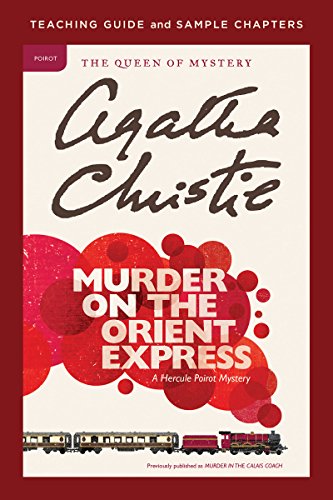 TEACHING GUIDE and SAMPLE CHAPTERS
POIROT
THE QUEEN OF MYSTERY
Agatha
Christie
MURDER
ON THE
ORIENT
EXPRESS
A Hercule Poirot Mystery
Previously published as MURDER IN THE CALAIS COACH